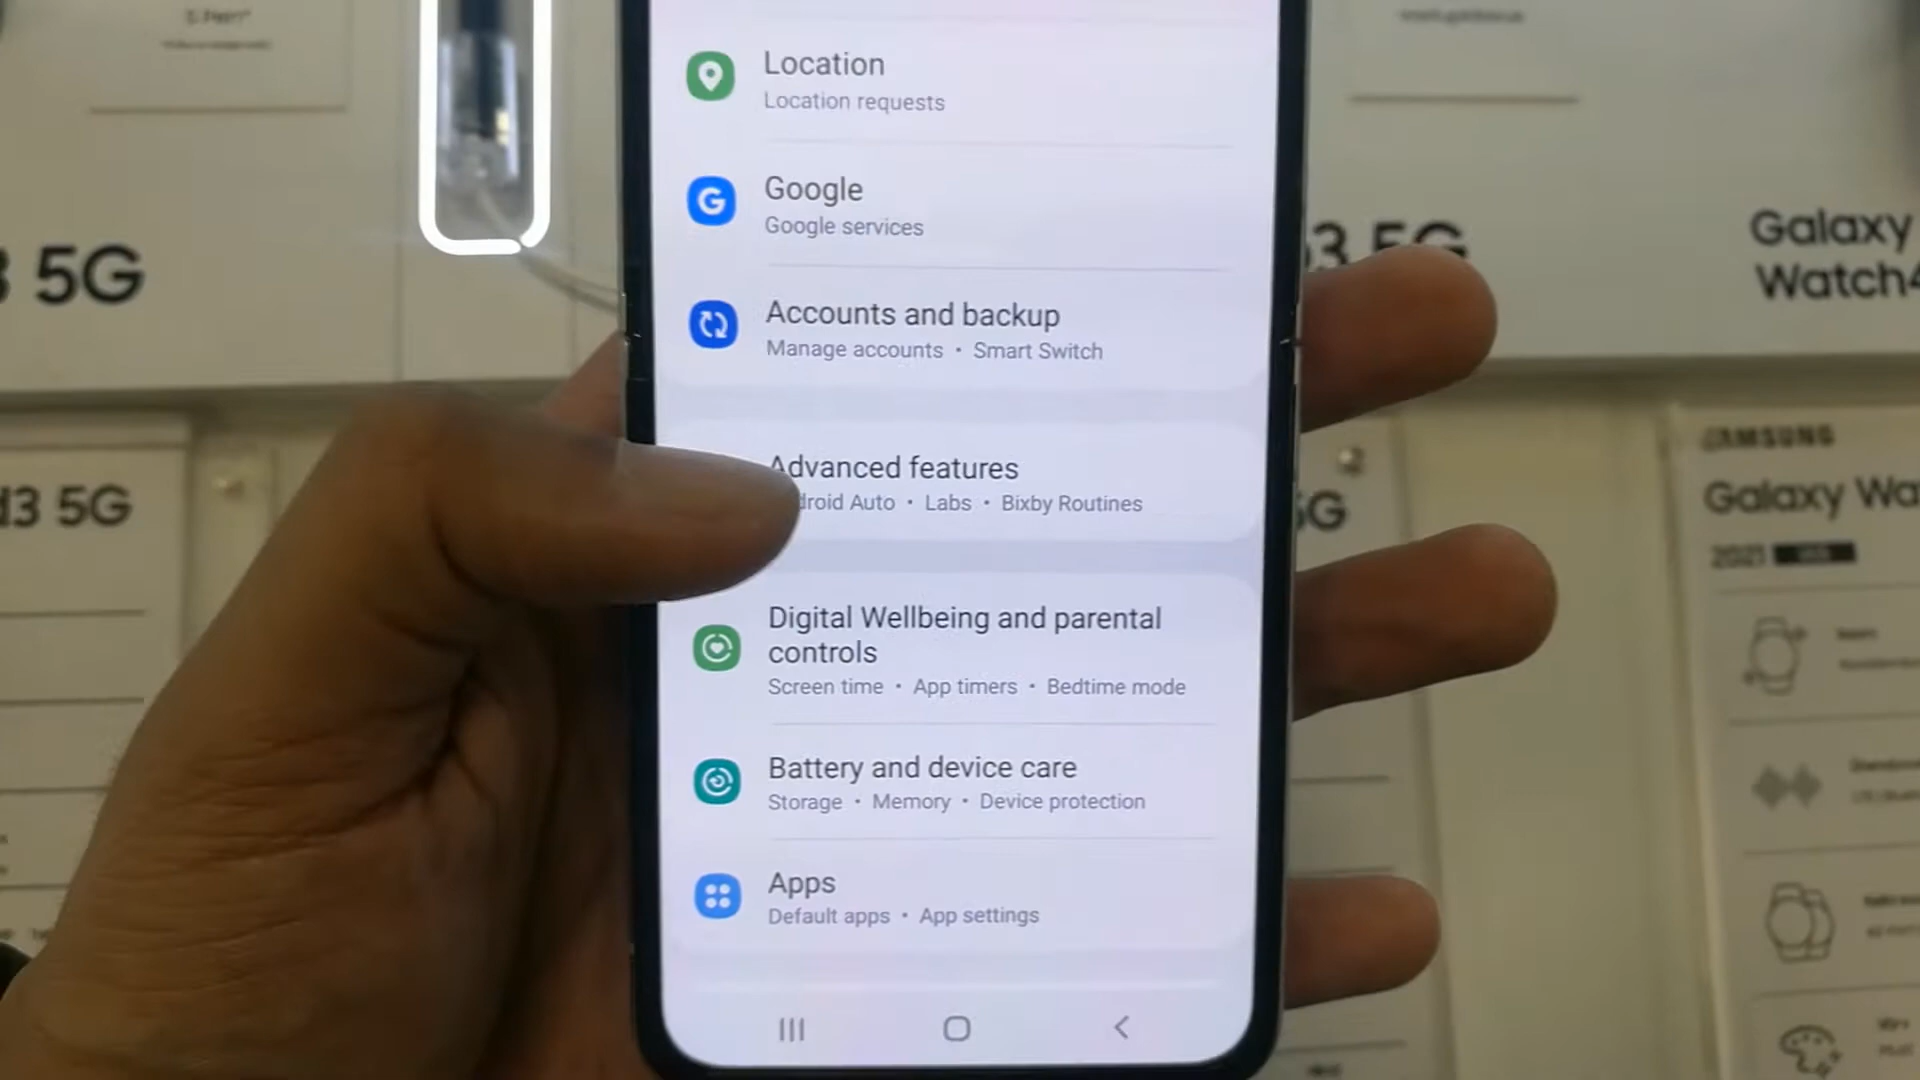 Location
Location requests
Google
Google services
Accounts and backup
Manage accounts • Smart Switch
Advanced features
droid Auto • Labs • Bixby Routines
Digital Wellbeing and parental
controls
Screen time • App timers • Bedtime mode
Battery and device care
Storage • Memory • Device protection
Apps
Default apps • App settings
3 5G
d3 5G
3 5G
5G
Galaxy
Watch4
SAMSUNG
Galaxy Wa
2021